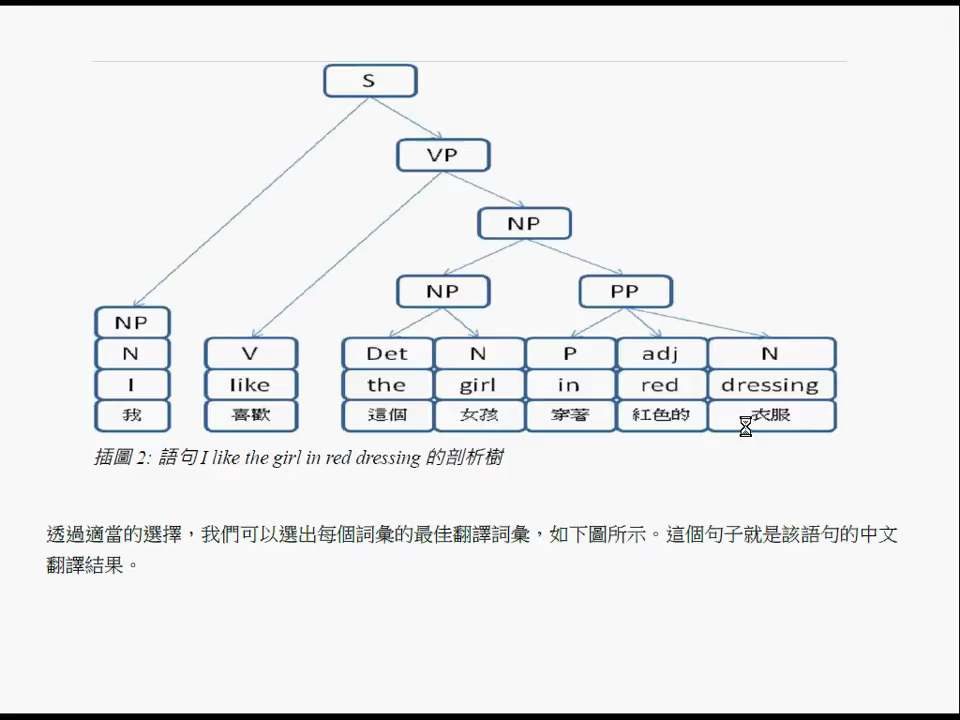 S
VP
NP
NP PP
NP
N V Det N P adj N
I like the girl in red dressing
我 喜歡 這個 女孩 穿著 紅色的 衣服
插圖 2: 語句 I like the girl in red dressing 的剖析樹
透過適當的選擇，我們可以選出每個詞彙的最佳翻譯詞彙，如下圖所示。這個句子就是該語句的中文
翻譯結果。